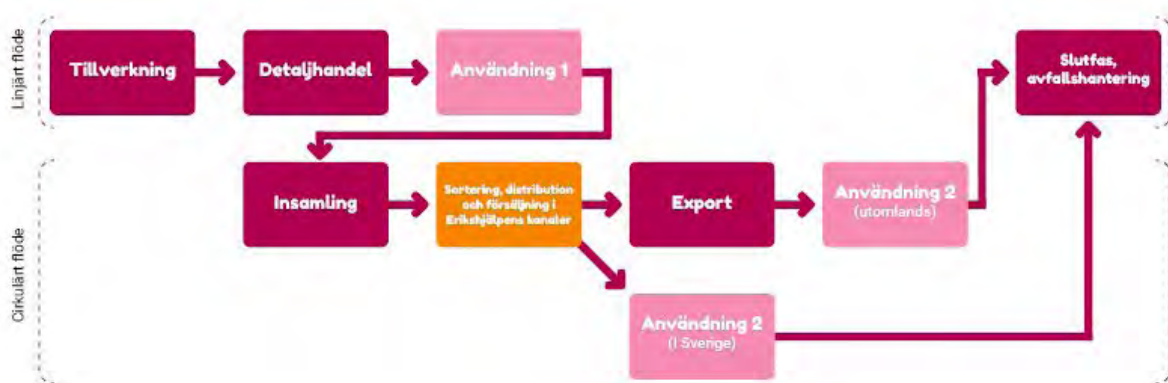 Linjärt flöde
Tillverkning
Detaljhandel
Användning 1
Slutfas,
avfallshantering
Cirkulärt flöde
Insamling
Sortering, distribution
och försäljning i
Erikshjälpens kanaler
Export
Användning 2
(utomlands)
Användning 2
(I Sverige)